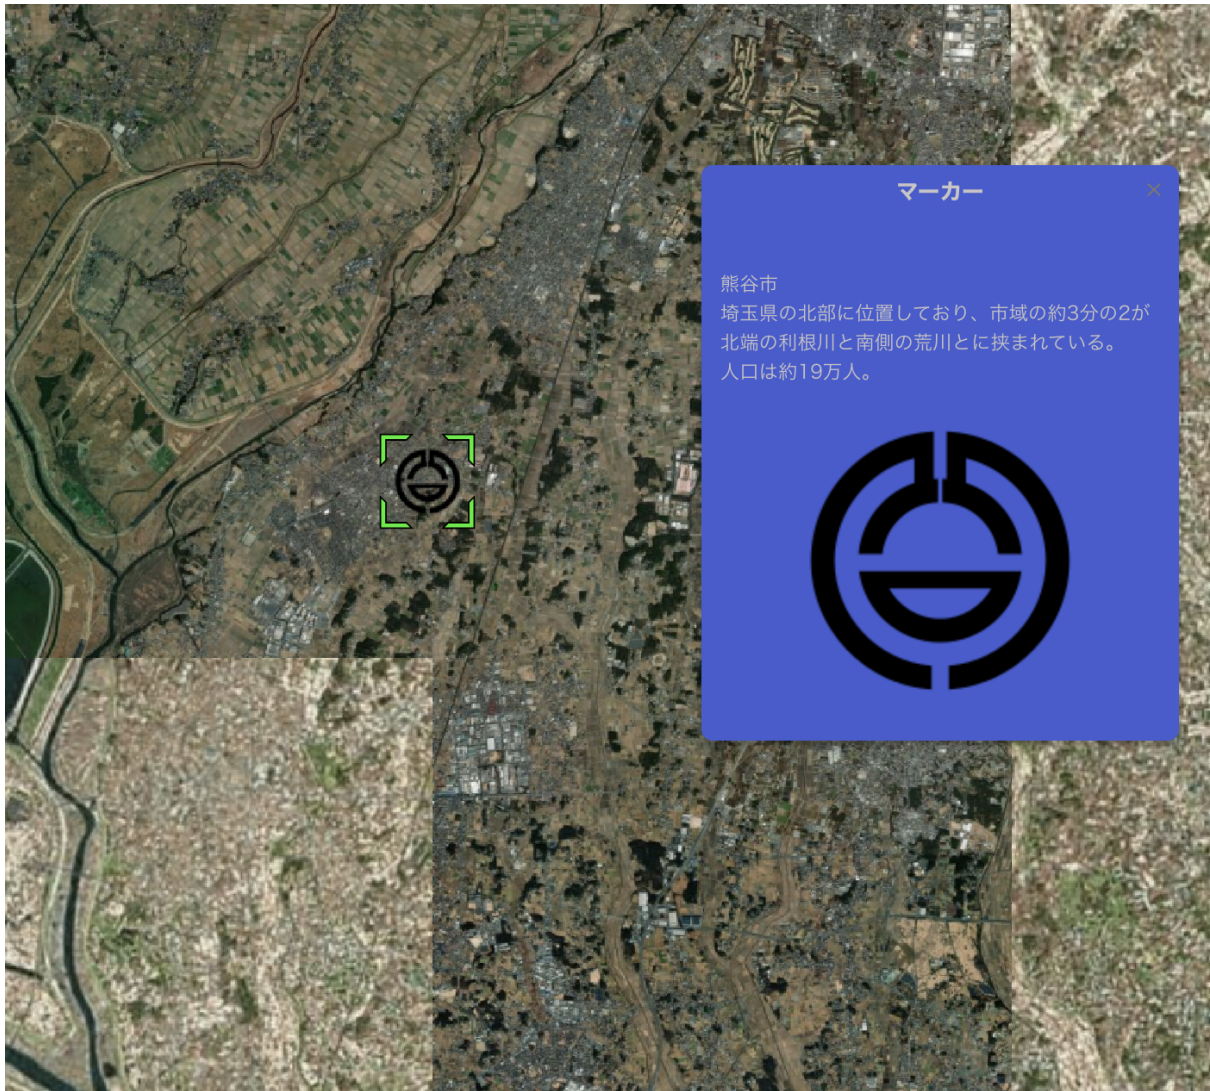 マーカー
熊谷市
埼玉県の北部に位置しており、市域の約3分の2が
北端の利根川と南側の荒川とに挟まれている。
人口は約19万人。